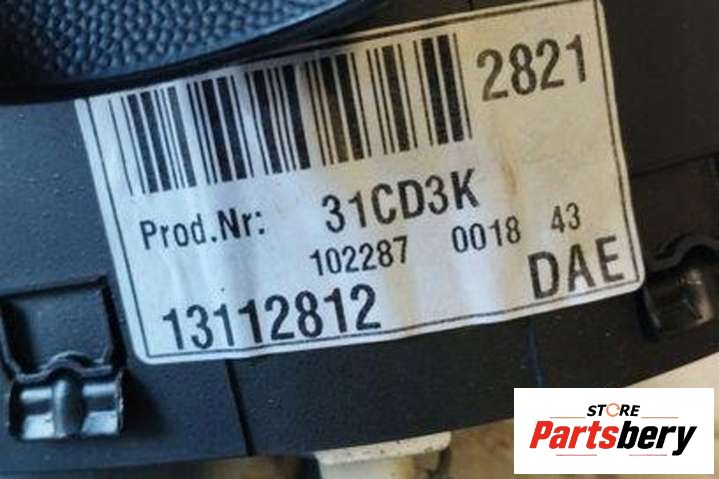 2821
Prod.Nr: 31CD3K
102287 0018 43
13112812 DAE
STORE
Partsbery